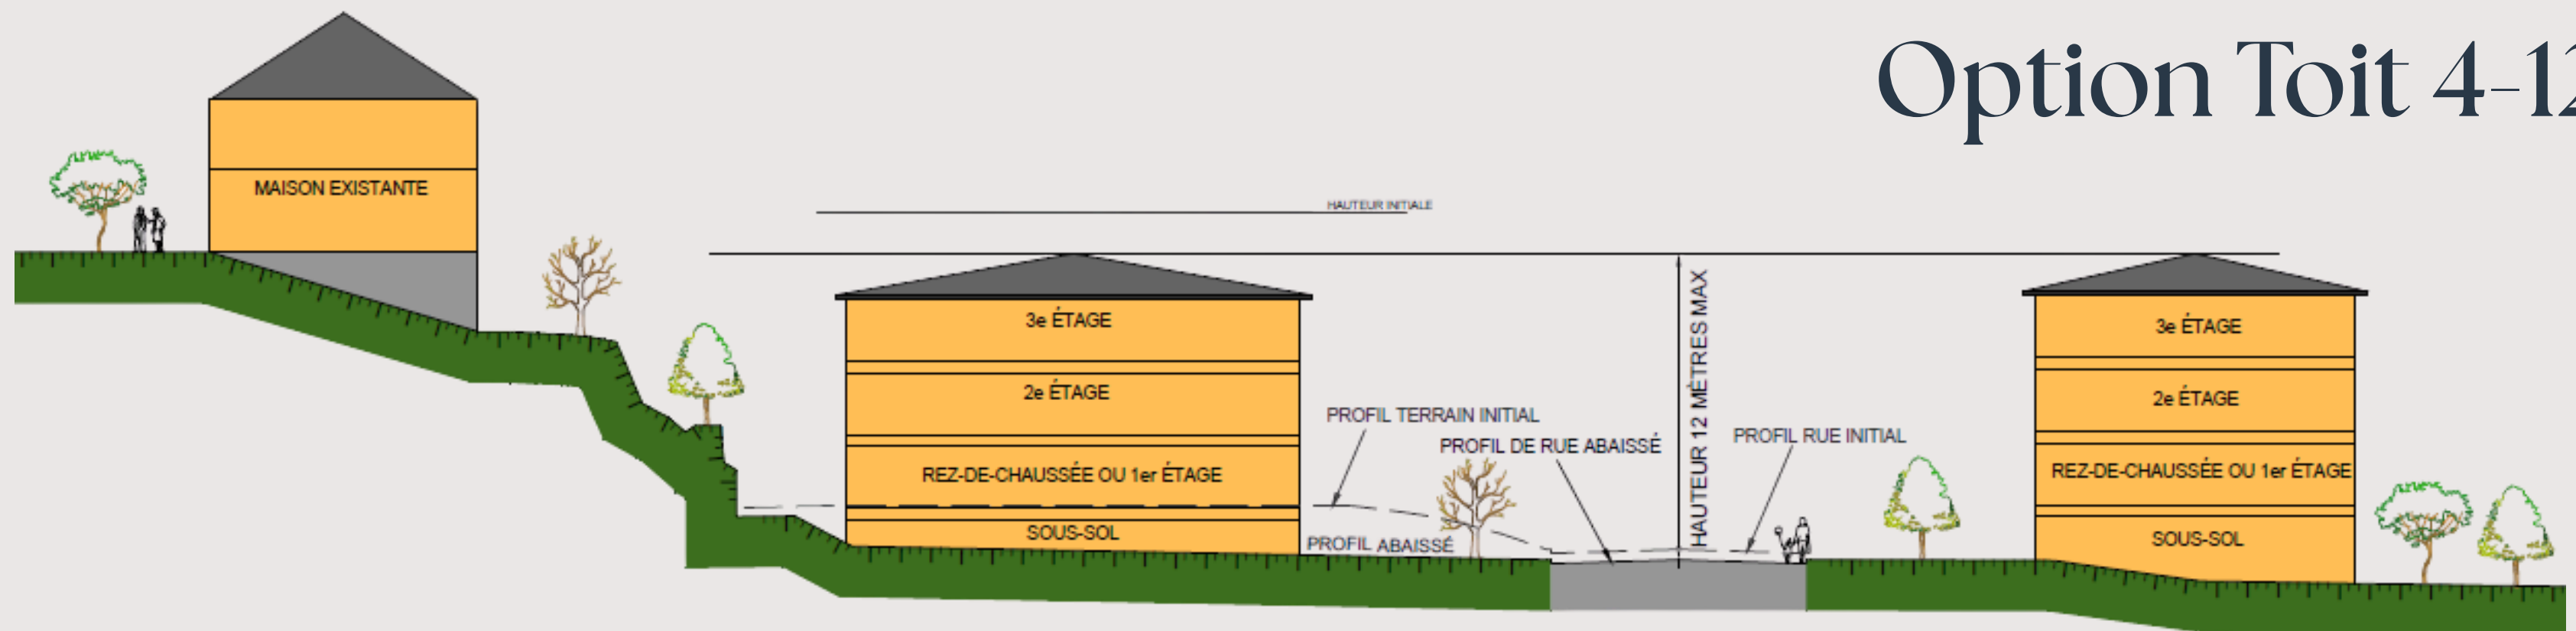 Option Toit 4-12
MAISON EXISTANTE
HAUTEUR INITIALE
HAUTEUR 12 MÈTRES MAX
3e ÉTAGE
2e ÉTAGE
REZ-DE-CHAUSSÉE OU 1er ÉTAGE
SOUS-SOL
PROFIL TERRAIN INITIAL
PROFIL DE RUE ABAISSÉ
PROFIL RUE INITIAL
PROFIL ABAISSÉ
3e ÉTAGE
2e ÉTAGE
REZ-DE-CHAUSSÉE OU 1er ÉTAGE
SOUS-SOL